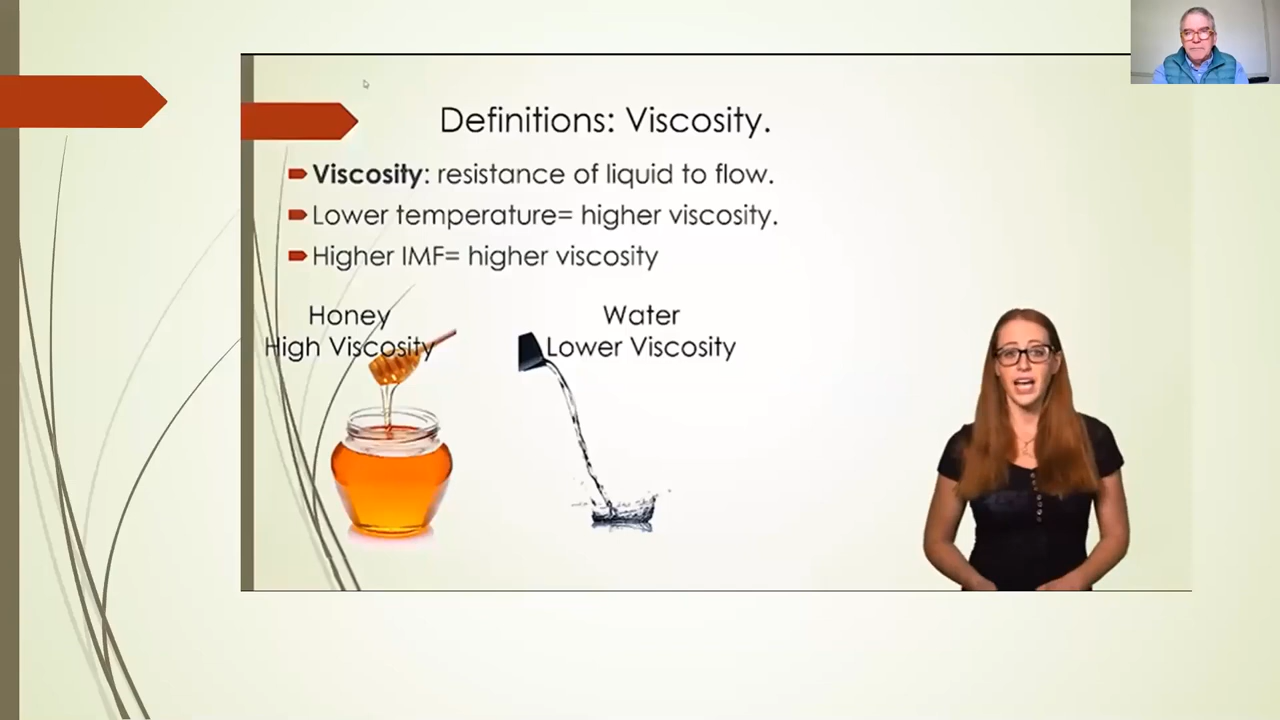 Definitions: Viscosity.
Viscosity: resistance of liquid to flow.
Lower temperature= higher viscosity.
Higher IMF= higher viscosity
Honey
High Viscosity
Water
Lower Viscosity